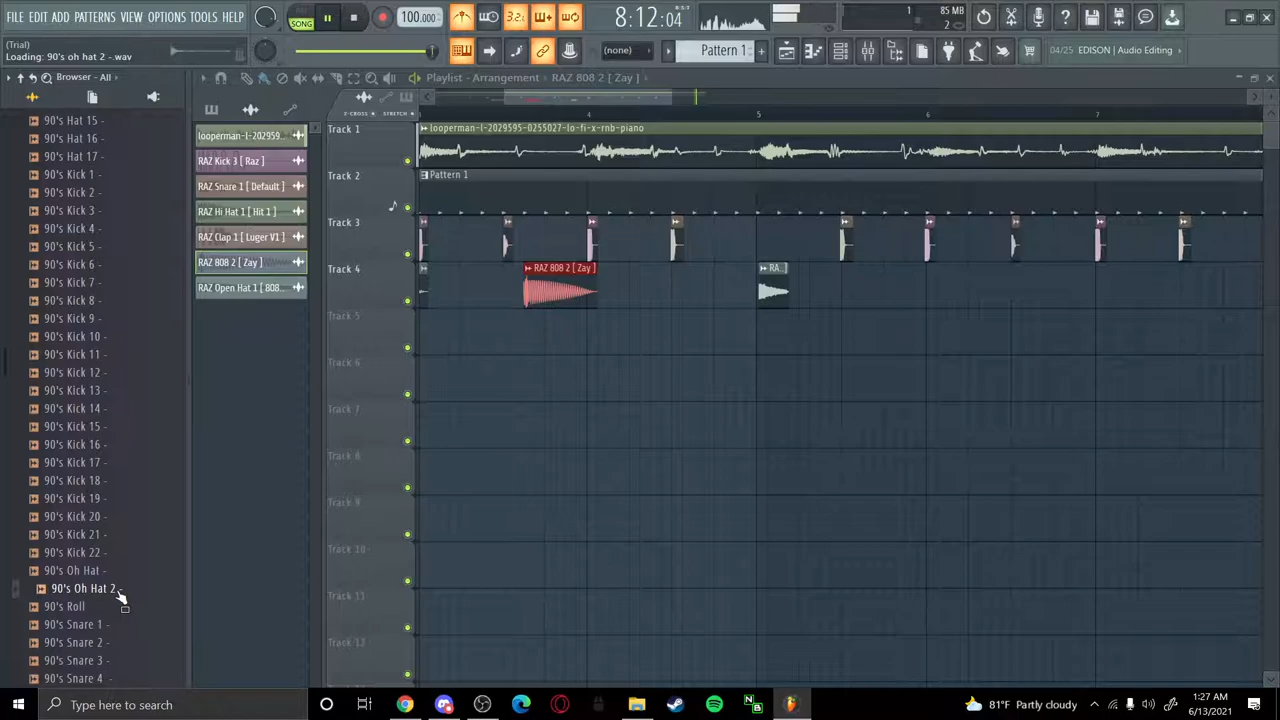 FILE EDIT ADD PATTERNS VIEW OPTIONS TOOLS HELP
(Trial)
Loading: 90's oh hat 2 -.wav
SONG
100.000
3.2.
8:12:04
1
85 MB
2
(none)
Pattern 1
04/25 EDISON | Audio Editing
Browser - All
Playlist - Arrangement
RAZ 808 2 [ Zay ]
90's Hat 15 -
90's Hat 16 -
90's Hat 17 -
90's Kick 1 -
90's Kick 2 -
90's Kick 3 -
90's Kick 4 -
90's Kick 5 -
90's Kick 6 -
90's Kick 7 -
90's Kick 8 -
90's Kick 9 -
90's Kick 10 -
90's Kick 11 -
90's Kick 12 -
90's Kick 13 -
90's Kick 14 -
90's Kick 15 -
90's Kick 16 -
90's Kick 17 -
90's Kick 18 -
90's Kick 19 -
90's Kick 20 -
90's Kick 21 -
90's Kick 22 -
90's Oh Hat -
90's Oh Hat 2 -
90's Roll
90's Snare 1 -
90's Snare 2 -
90's Snare 3 -
90's Snare 4 -
looperman-l-202959..
RAZ Kick 3 [ Raz ]
RAZ Snare 1 [ Default ]
RAZ Hi Hat 1 [ Hit 1 ]
RAZ Clap 1 [ Luger V1 ]
RAZ 808 2 [ Zay ]
RAZ Open Hat 1 [ 808..
E-CROSS
STRETCH
5
6
7
4
Track 1
looperman-l-2029595-0255027-lo-fi-x-rnb-piano
Track 2
Pattern 1
Track 3
Track 4
RAZ 808 2 [ Zay ]
RA..]
Track 5
Track 6
Track 7
Track 8
Track 9
Track 10
Track 11
Track 12
Track 13
Type here to search
81°F Partly cloudy
1:27 AM
6/13/2021